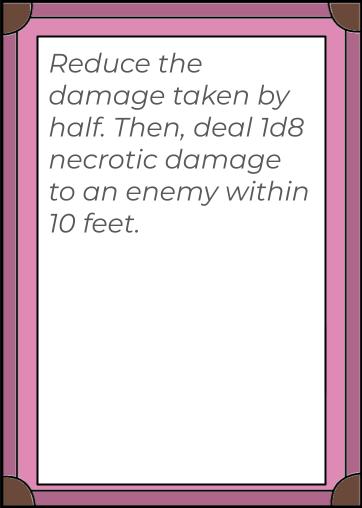 Reduce the
damage taken by
half. Then, deal 1d8
necrotic damage
to an enemy within
10 feet.